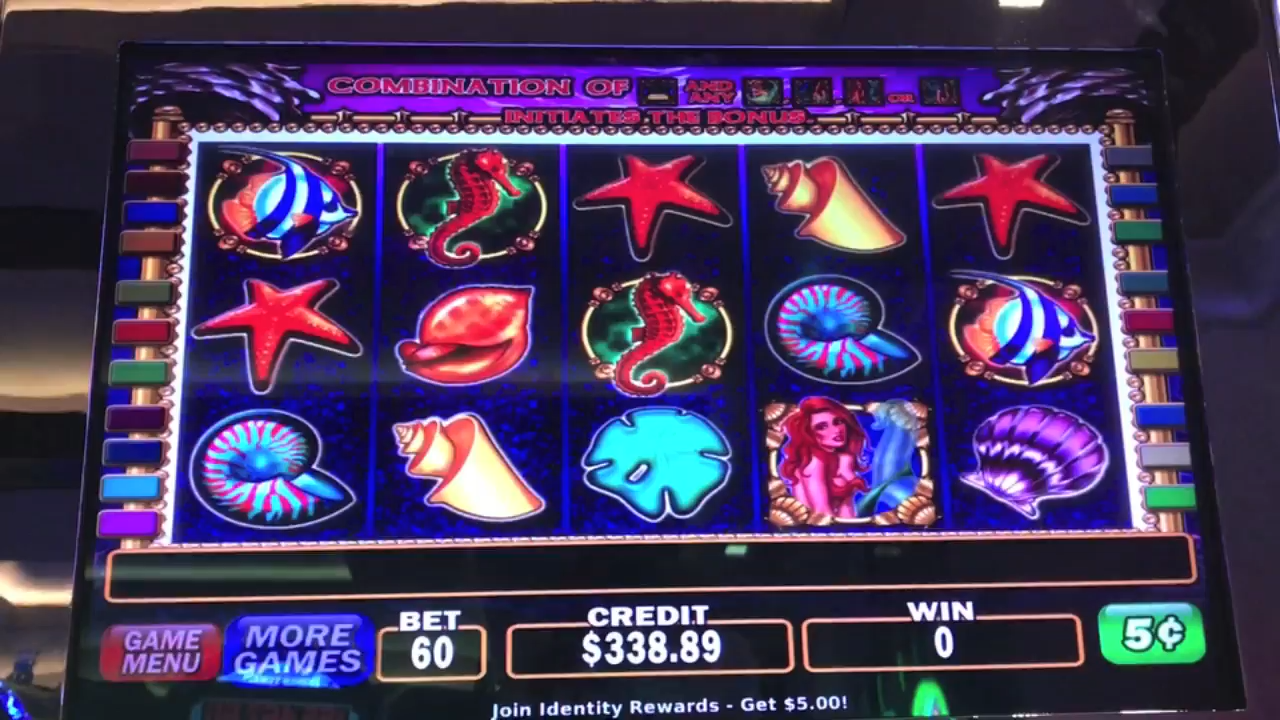 COMBINATION OF AND ANY OR
INITIATES THE BONUS.
GAME MENU
MORE GAMES
BET
60
CREDIT
$338.89
WIN
0
5¢
Join Identity Rewards - Get $5.00!